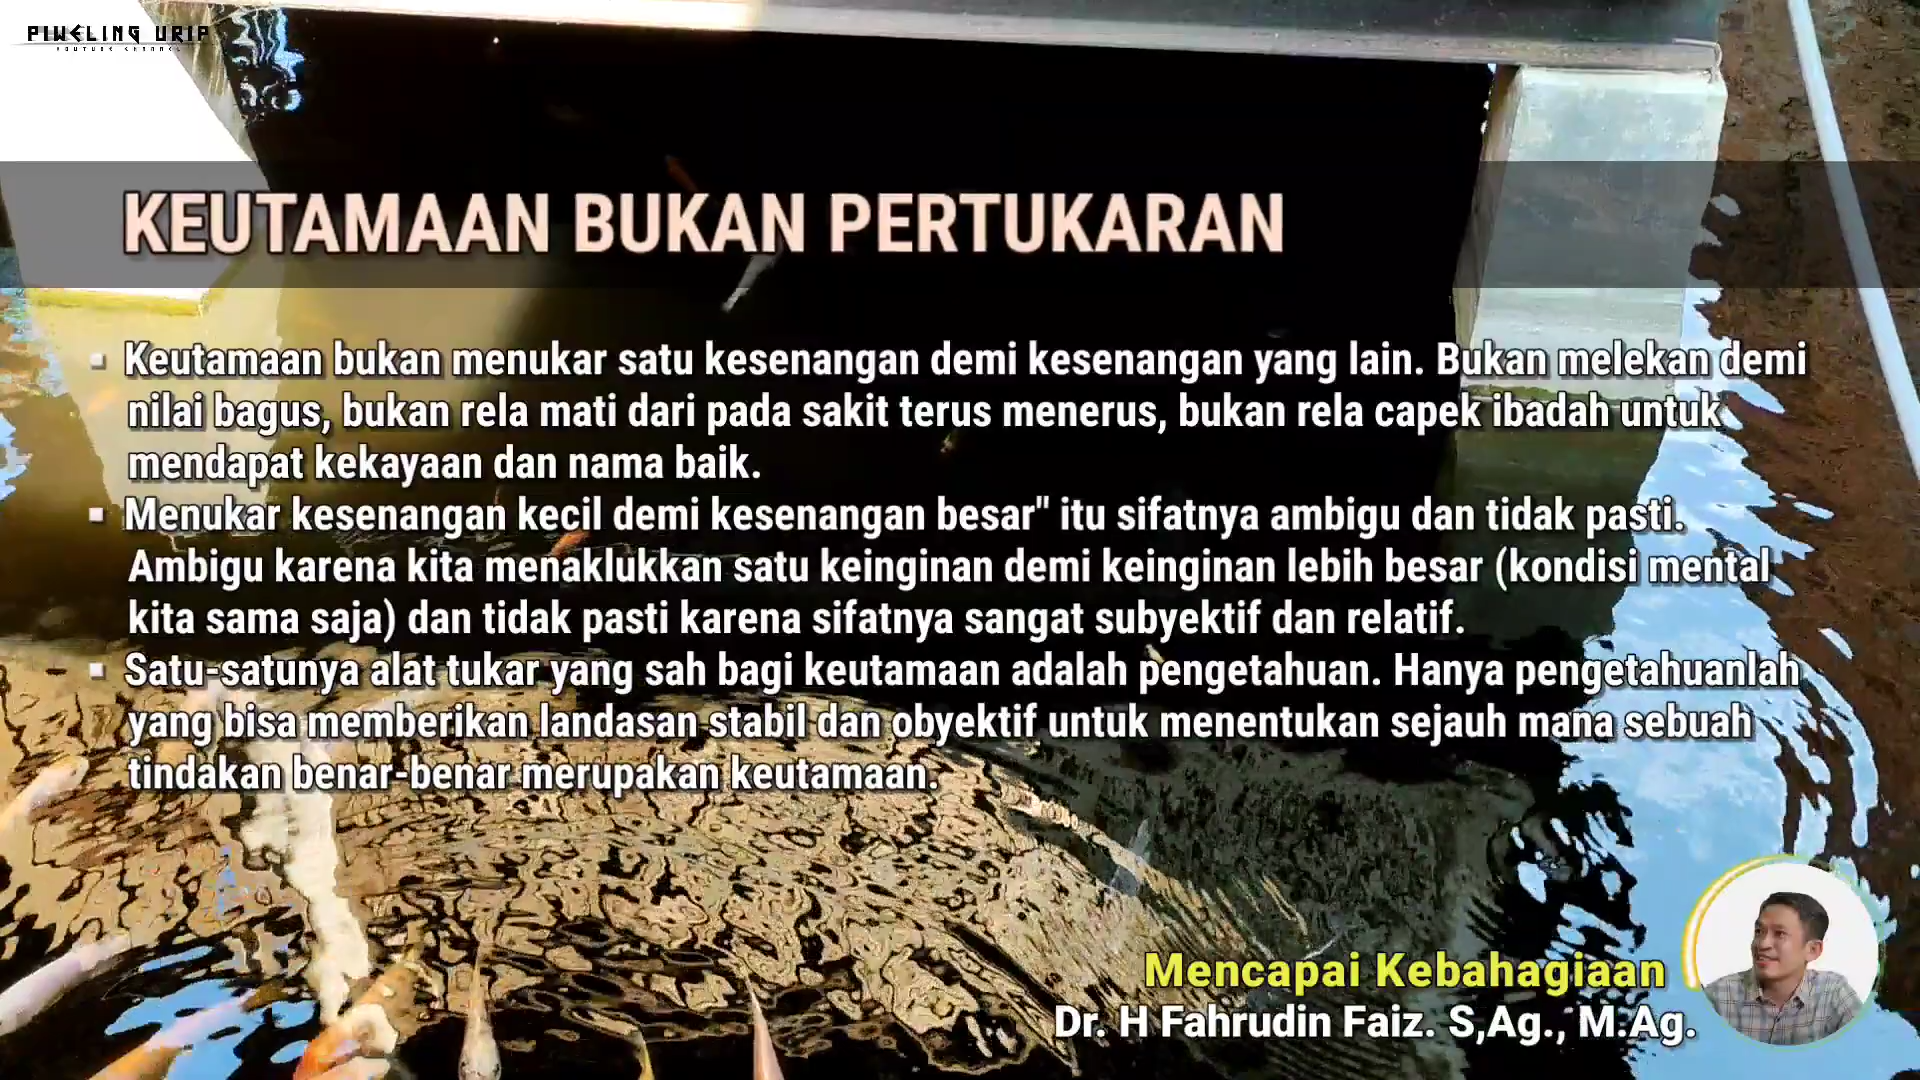 PIWELING URIP
YOUTUBE CHANNEL
KEUTAMAAN BUKAN PERTUKARAN
▪ Keutamaan bukan menukar satu kesenangan demi kesenangan yang lain. Bukan melekan demi
nilai bagus, bukan rela mati dari pada sakit terus menerus, bukan rela capek ibadah untuk
mendapat kekayaan dan nama baik.
▪ Menukar kesenangan kecil demi kesenangan besar" itu sifatnya ambigu dan tidak pasti.
Ambigu karena kita menaklukkan satu keinginan demi keinginan lebih besar (kondisi mental
kita sama saja) dan tidak pasti karena sifatnya sangat subyektif dan relatif.
▪ Satu-satunya alat tukar yang sah bagi keutamaan adalah pengetahuan. Hanya pengetahuanlah
yang bisa memberikan landasan stabil dan obyektif untuk menentukan sejauh mana sebuah
tindakan benar-benar merupakan keutamaan.
Mencapai Kebahagiaan
Dr. H Fahrudin Faiz. S,Ag., M.Ag.